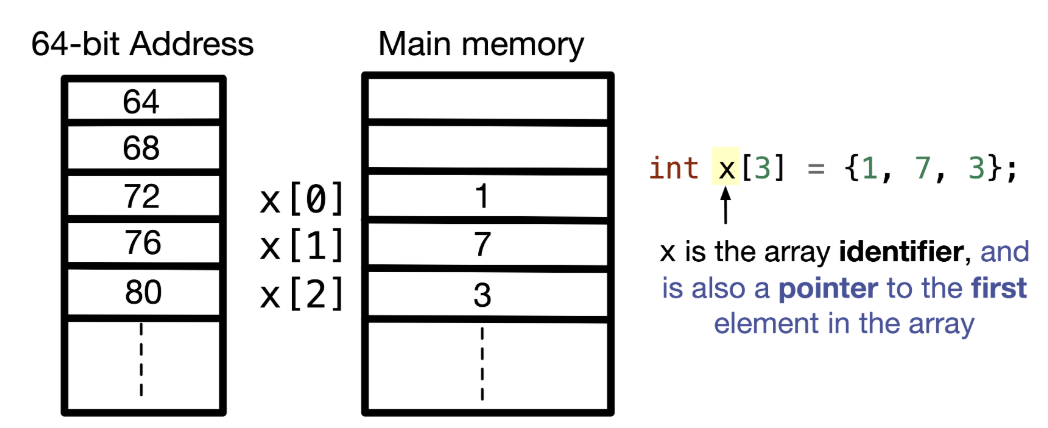 64-bit Address
Main memory
64
68
72
x[0]
1
76
x[1]
7
80
x[2]
3
int x[3] = {1, 7, 3};
x is the array identifier, and
is also a pointer to the first
element in the array